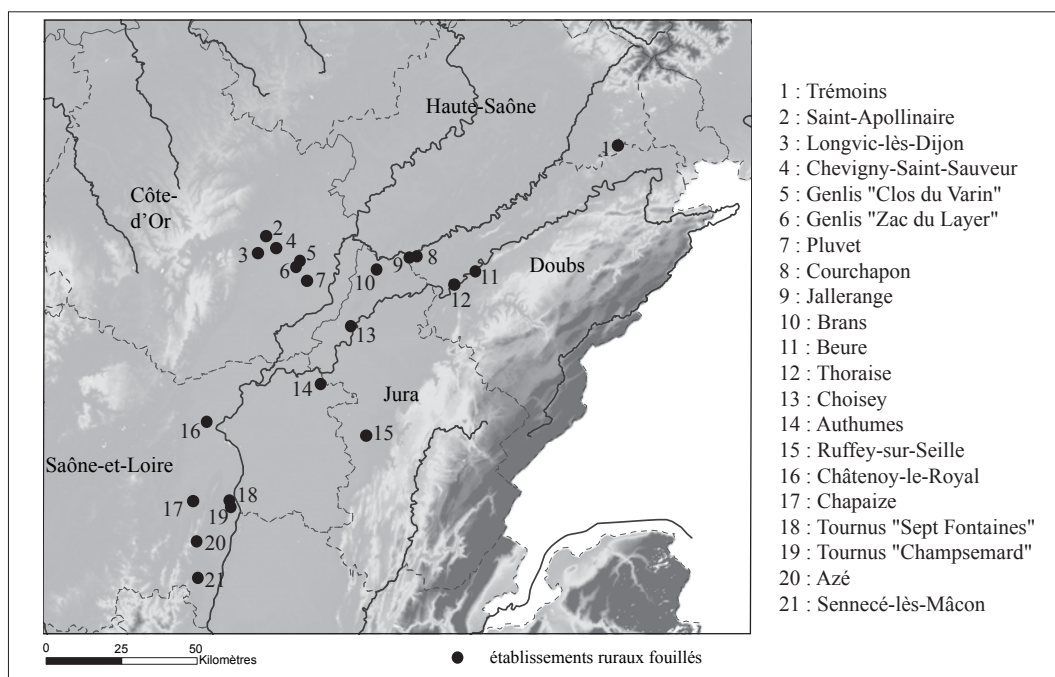 Haute-Saône
1
Côte-
d'Or
2
4
3
5
6
7
9
8
10
11
12
Doubs
13
14
Jura
15
16
Saône-et-Loire
17
18
19
20
21
0 25 50
Kilomètres
établissements ruraux fouillés
1 : Trémoins
2 : Saint-Apollinaire
3 : Longvic-lès-Dijon
4 : Chevigny-Saint-Sauveur
5 : Genlis "Clos du Varin"
6 : Genlis "Zac du Layer"
7 : Pluvet
8 : Courchapon
9 : Jallerange
10 : Brans
11 : Beure
12 : Thoraise
13 : Choisey
14 : Authumes
15 : Ruffey-sur-Seille
16 : Châtenoy-le-Royal
17 : Chapaize
18 : Tournus "Sept Fontaines"
19 : Tournus "Champsemard"
20 : Azé
21 : Sennecé-lès-Mâcon